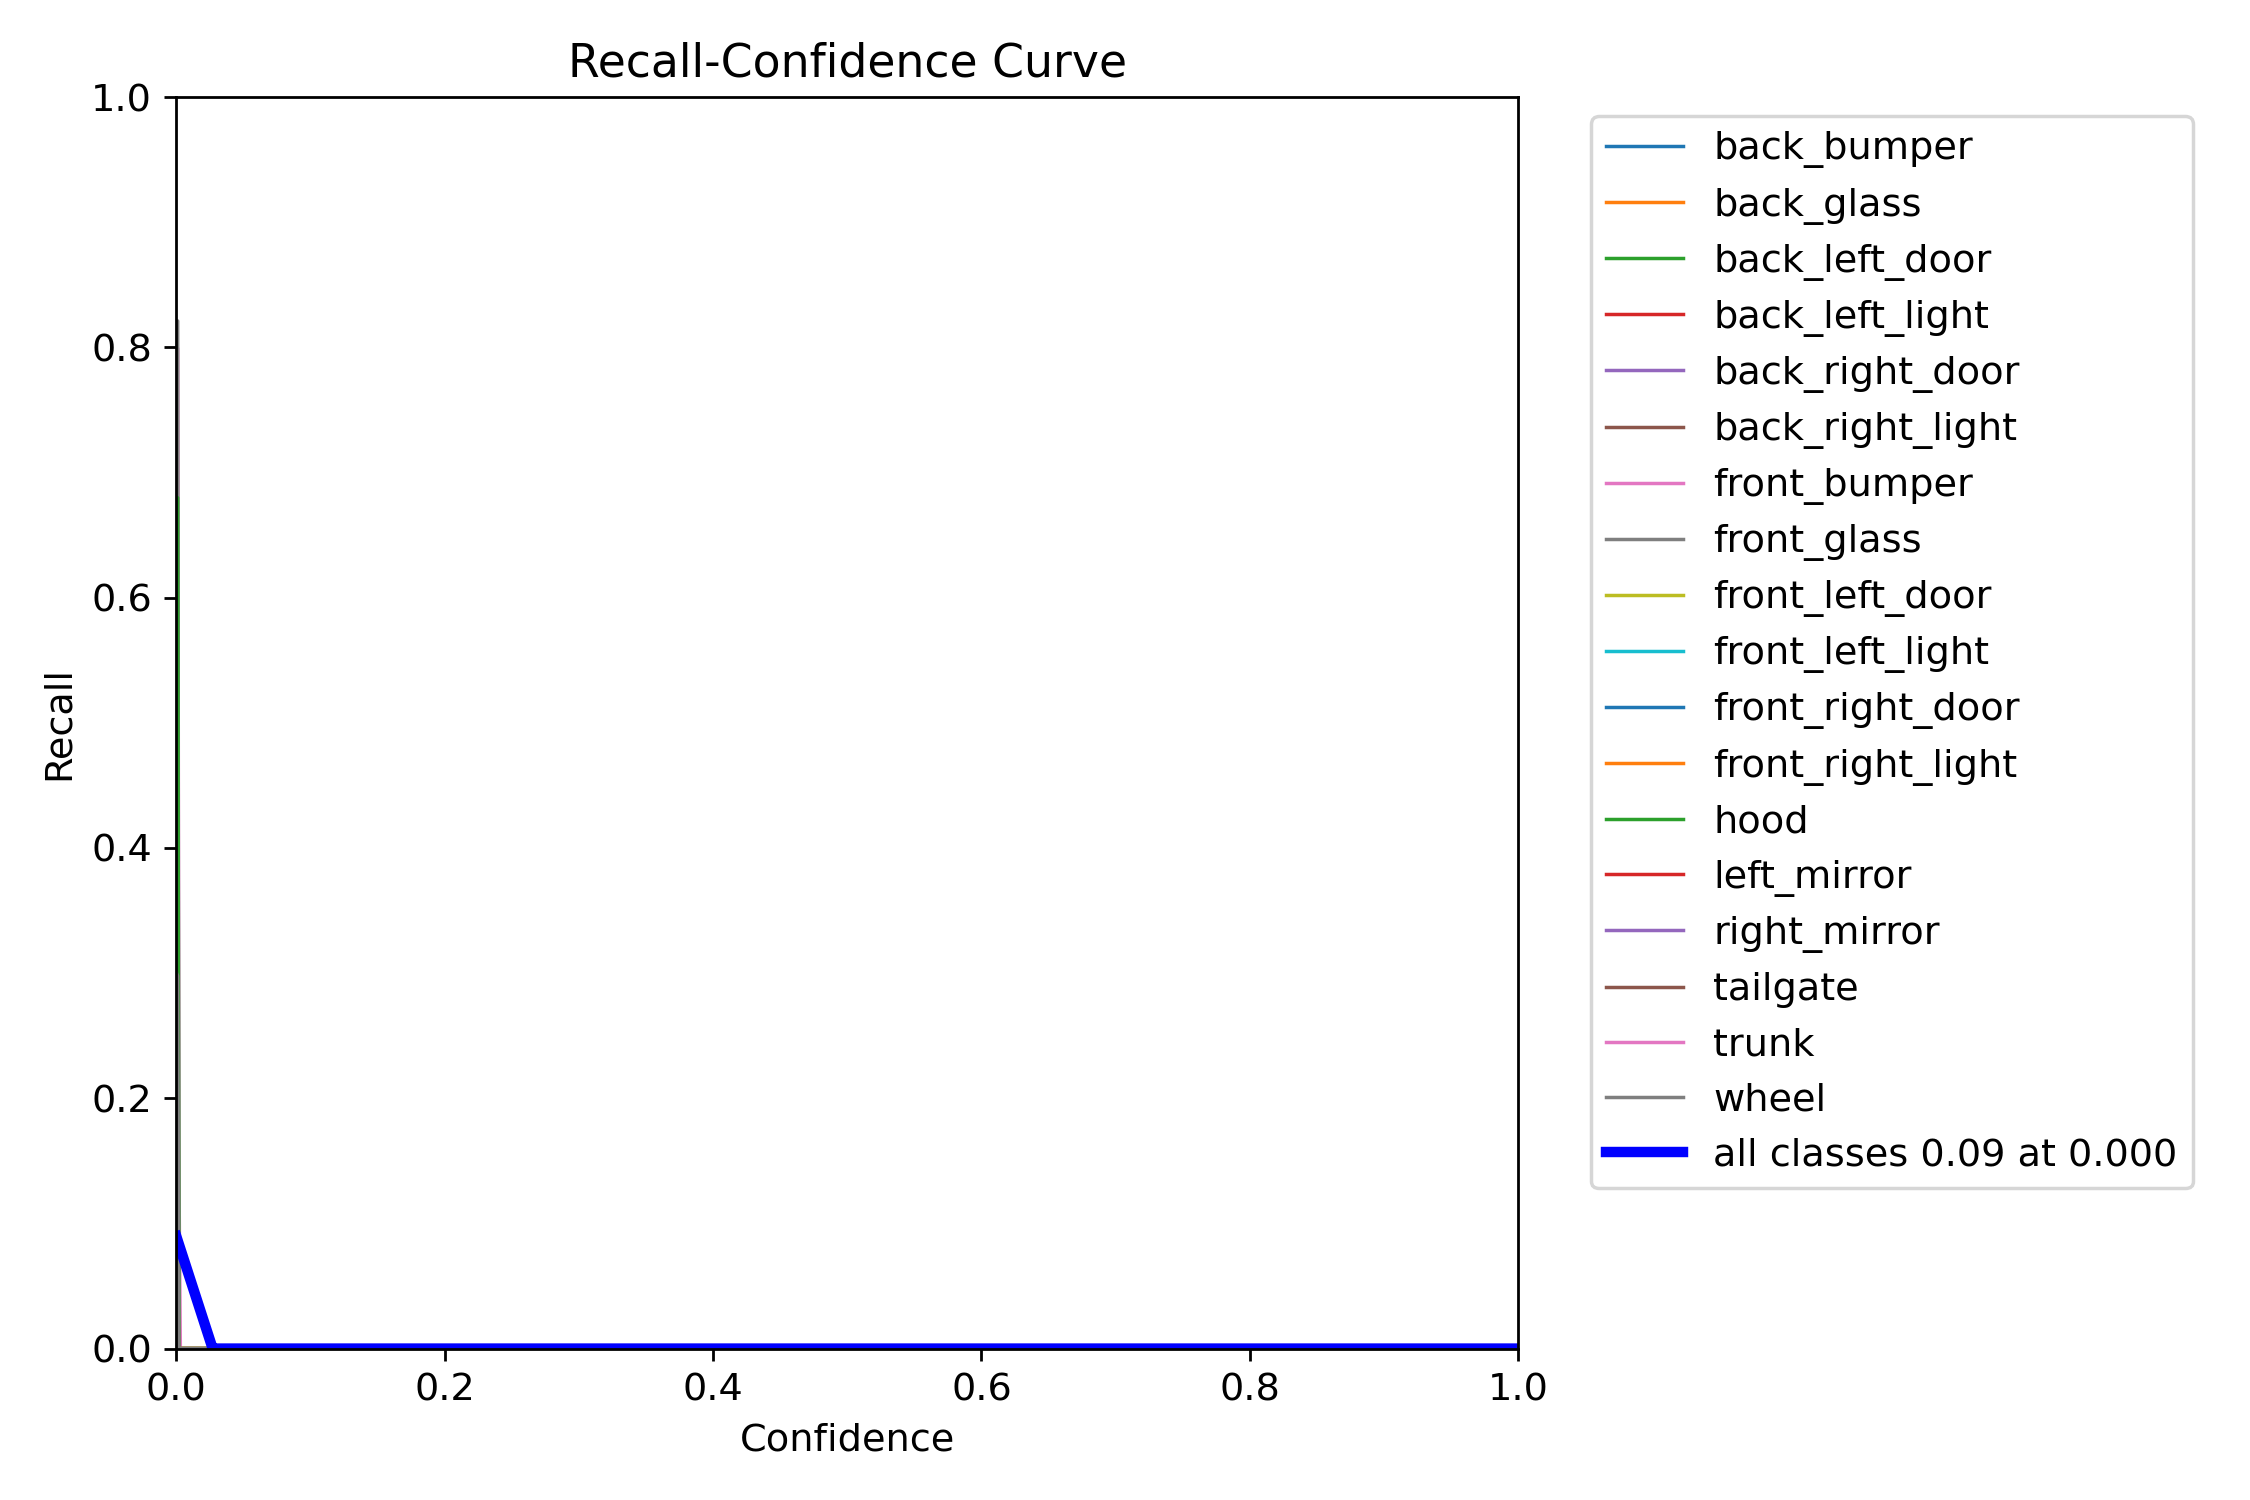 Recall-Confidence Curve
1.0
0.8
0.6
0.4
0.2
0.0
Recall
0.0 0.2 0.4 0.6 0.8 1.0
Confidence
back_bumper
back_glass
back_left_door
back_left_light
back_right_door
back_right_light
front_bumper
front_glass
front_left_door
front_left_light
front_right_door
front_right_light
hood
left_mirror
right_mirror
tailgate
trunk
wheel
all classes 0.09 at 0.000